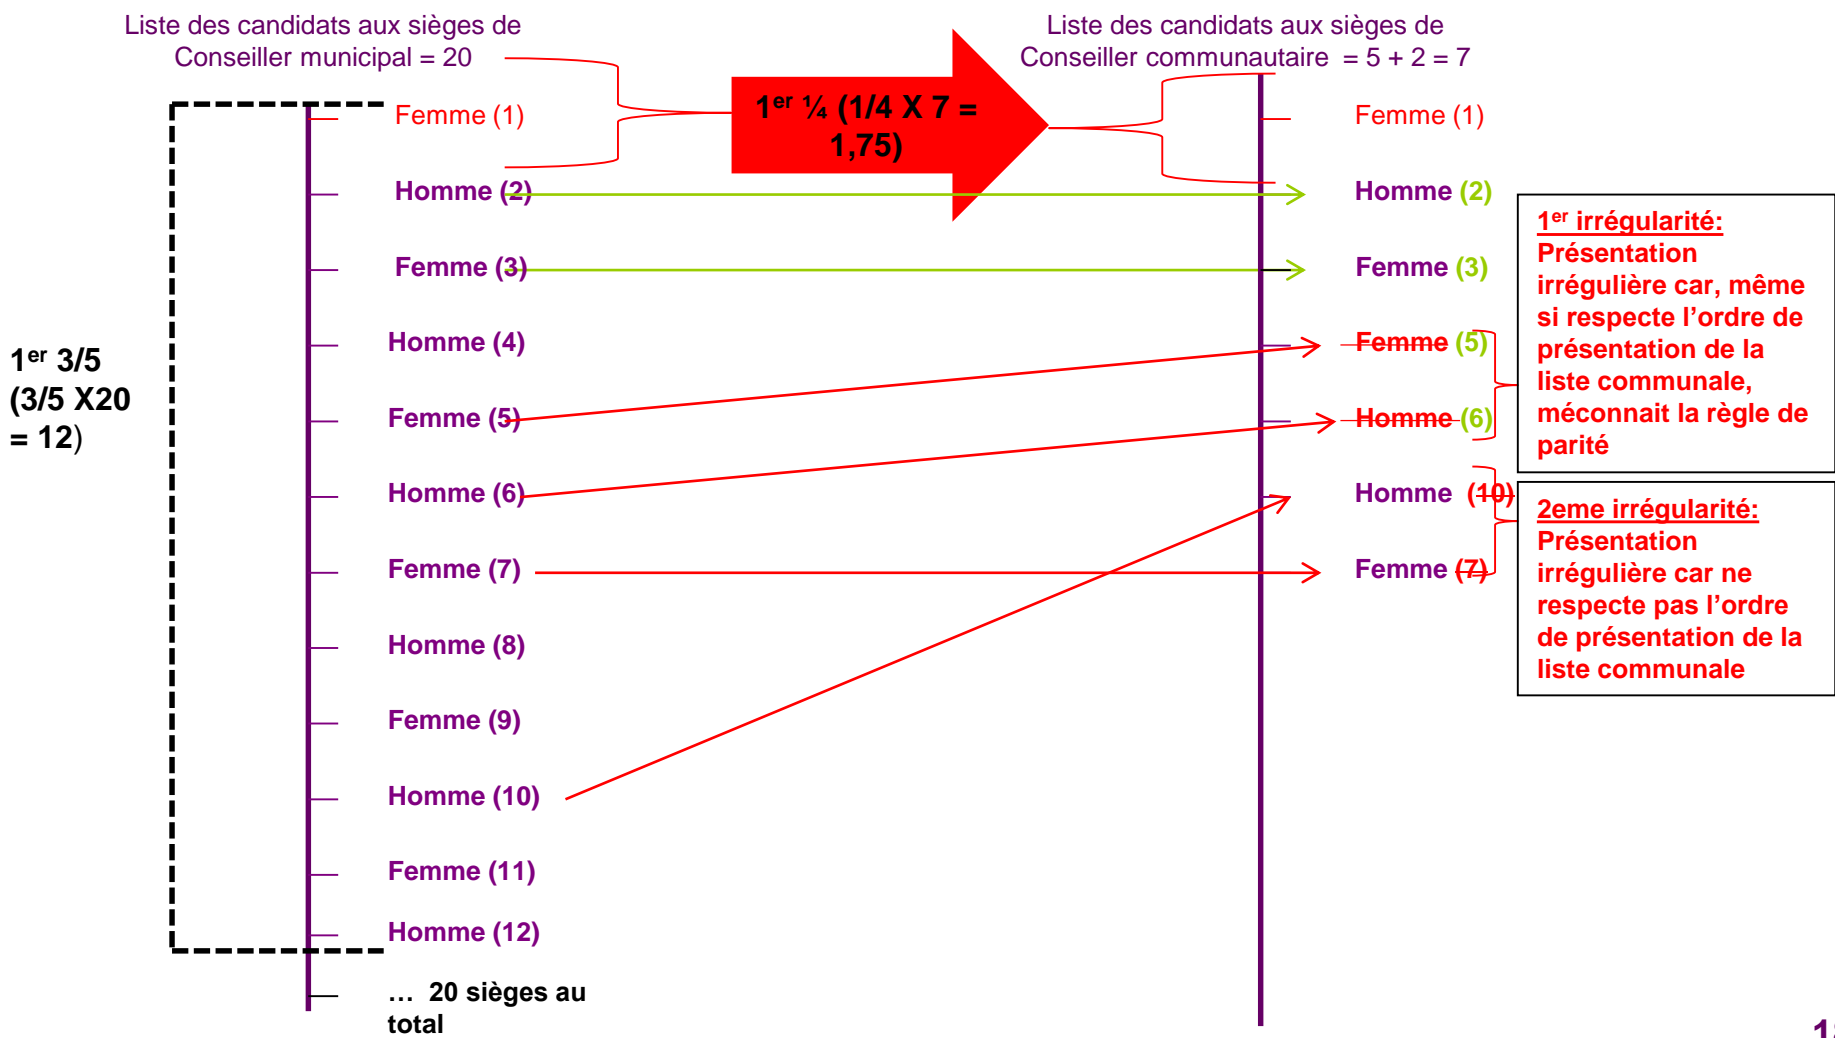 Liste des candidats aux sièges de
Conseiller municipal = 20
Liste des candidats aux sièges de
Conseiller communautaire = 5 + 2 = 7
1er ¼ (1/4 X 7 =
1,75)
1er 3/5
(3/5 X20
= 12)
Femme (1)
Homme (2)
Femme (3)
Homme (4)
Femme (5)
Homme (6)
Femme (7)
Homme (8)
Femme (9)
Homme (10)
Femme (11)
Homme (12)
… 20 sièges au
total
Femme (1)
Homme (2)
Femme (3)
Femme (5)
Homme (6)
Homme (10)
Femme (7)
1er irrégularité:
Présentation
irrégulière car, même
si respecte l’ordre de
présentation de la
liste communale,
méconnait la règle de
parité
2eme irrégularité:
Présentation
irrégulière car ne
respecte pas l’ordre
de présentation de la
liste communale